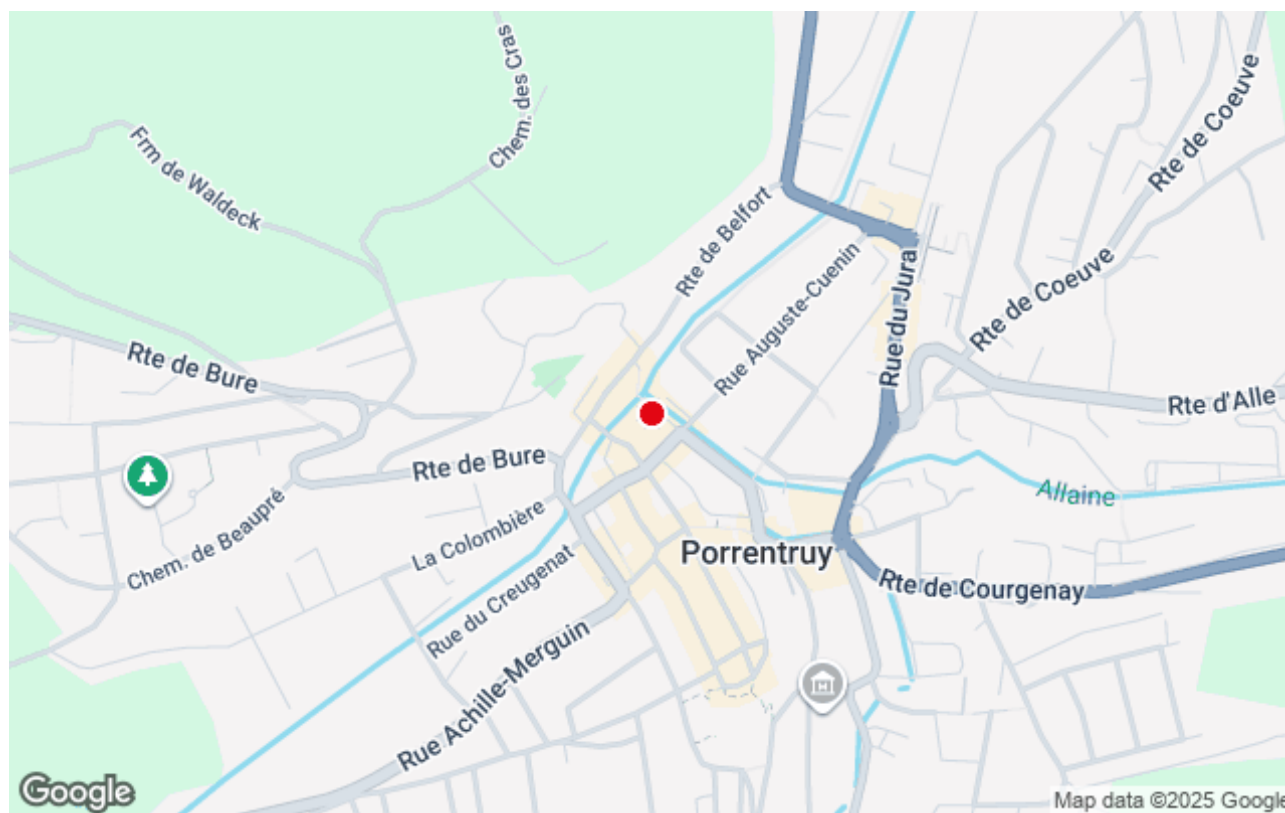 Chem. des Cras
Frm de Waldeck
Rte de Coeuve
Rte de Belfort
Rte de Coeuve
Rue Auguste-Cuenin
Rue du Jura
Rte de Bure
Rte d'Alle
Rte de Bure
Allaine
Chem. de Beaupré
La Colombière
Porrentruy
Rue du Creugenat
Rte de Courgenay
Rue Achille-Merguin
Google
Map data ©2025 Google